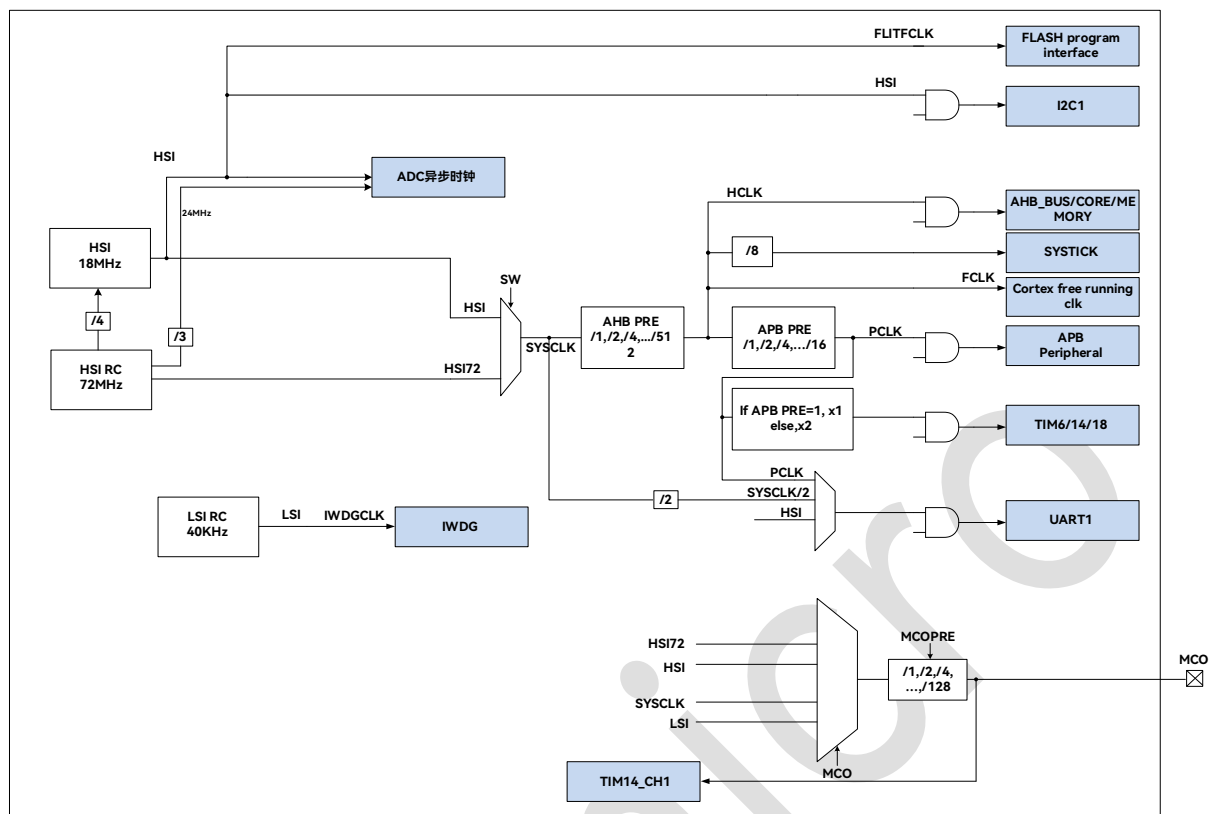 FLITFCLK
FLASH program
interface
HSI
I2C1
HSI
ADC异步时钟
24MHz
HCLK
AHB_BUS/CORE/ME
MORY
HSI
18MHz
/8
SYSTICK
SW
FCLK
Cortex free running
clk
HSI
/4
/3
AHB PRE
/1,/2,/4,.../51
2
APB PRE
/1,/2,/4,.../16
PCLK
APB
Peripheral
SYSCLK
HSI RC
72MHz
HSI72
If APB PRE=1, x1
else,x2
TIM6/14/18
PCLK
SYSCLK/2
/2
HSI
UART1
LSI RC
40KHz
LSI
IWDGCLK
IWDG
HSI72
HSI
SYSCLK
LSI
MCOPRE
/1,/2,/4,
...,/128
MCO
MCO
TIM14_CH1
micro